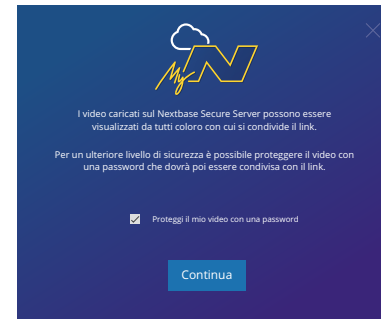 My N
I video caricati sul Nextbase Secure Server possono essere
visualizzati da tutti coloro con cui si condivide il link.
Per un ulteriore livello di sicurezza è possibile proteggere il video con
una password che dovrà poi essere condivisa con il link.
Proteggi il mio video con una password
Continua